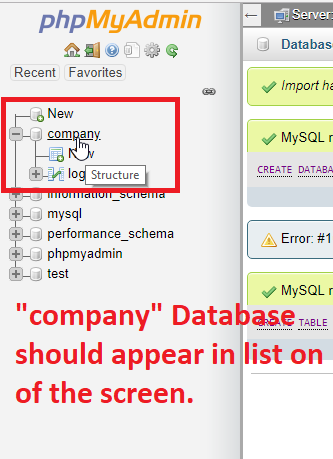 phpMyAdmin
Recent Favorites
New
company
log
Structure
information_schema
mysql
performance_schema
phpmyadmin
test
"company" Database
should appear in list on
of the screen.
Server
Database
Import ha
MySQL r
CREATE DATABA
Error: #1
MySQL r
CREATE TABLE